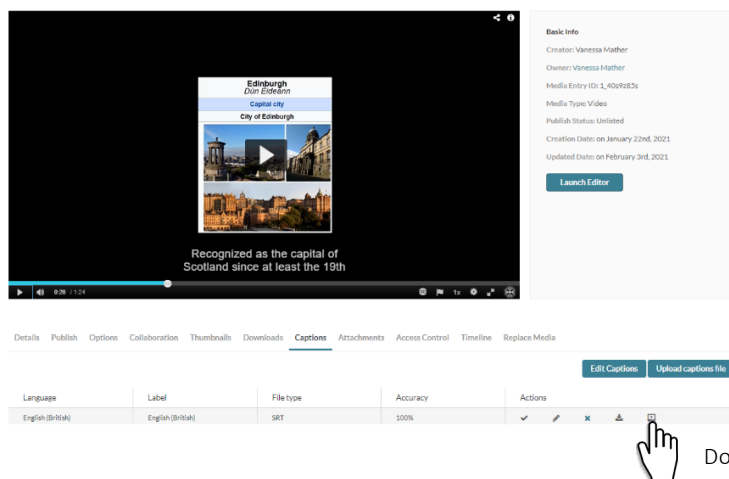 Edinburgh
Dùn Èideann
Capital city
City of Edinburgh
Recognized as the capital of
Scotland since at least the 19th
0:26 / 1:24
1x
Basic Info
Creator: Vanessa Mather
Owner: Vanessa Mather
Media Entry ID: 1_40s9z85s
Media Type: Video
Publish Status: Unlisted
Creation Date: on January 22nd, 2021
Updated Date: on February 3rd, 2021
Launch Editor
Details Publish Options Collaboration Thumbnails Downloads Captions Attachments Access Control Timeline Replace Media
Edit Captions Upload captions file
Language Label File type Accuracy Actions
English (British) English (British) SRT 100%
Do